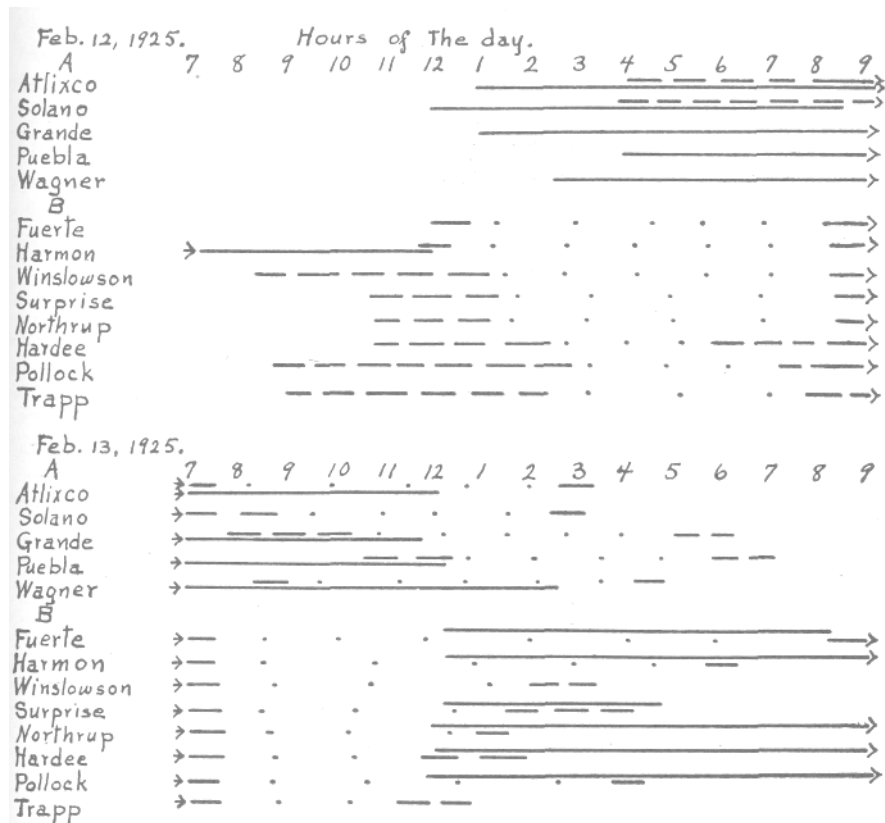 Feb. 12, 1925. Hours of The day.
A 7 8 9 10 11 12 1 2 3 4 5 6 7 8 9
Atlixco
Solano
Grande
Puebla
Wagner
B
Fuerte
Harmon
Winslowson
Surprise
Northrup
Hardee
Pollock
Trapp
Feb. 13, 1925.
A 7 8 9 10 11 12 1 2 3 4 5 6 7 8 9
Atlixco
Solano
Grande
Puebla
Wagner
B
Fuerte
Harmon
Winslowson
Surprise
Northrup
Hardee
Pollock
Trapp